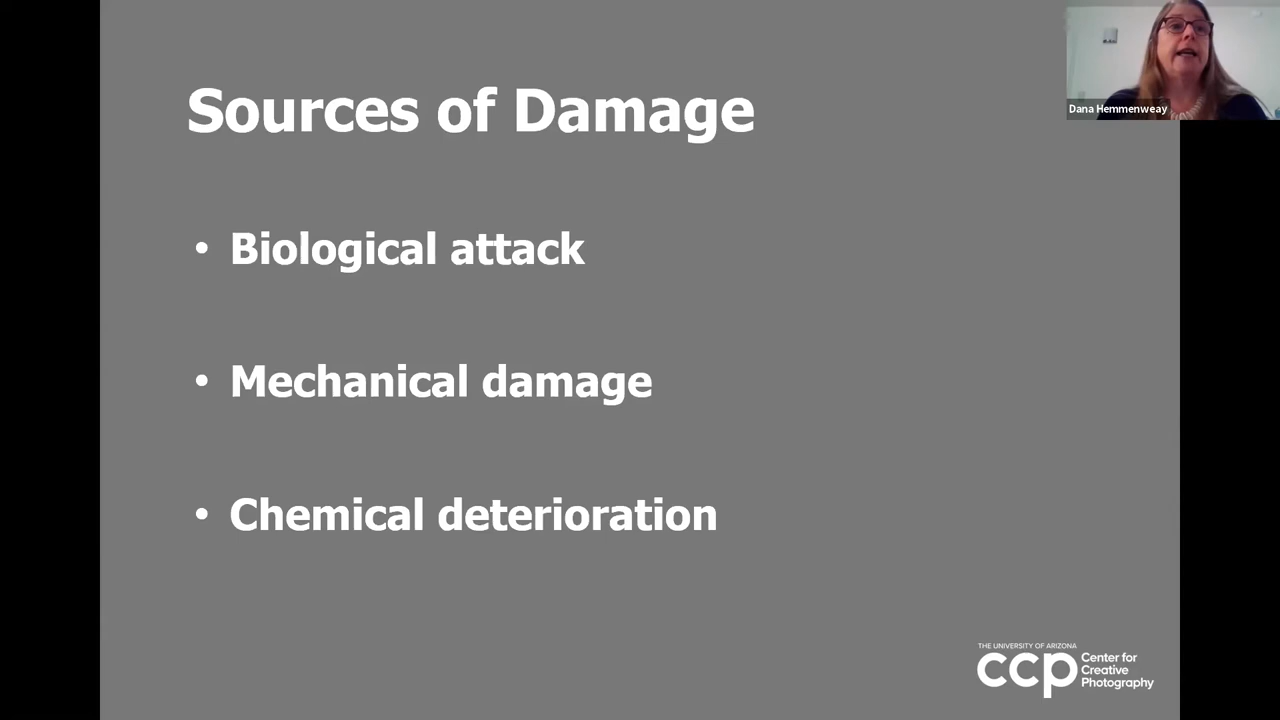 Sources of Damage
Dana Hemmenweay
• Biological attack
• Mechanical damage
• Chemical deterioration
THE UNIVERSITY OF ARIZONA
ccp Center for
Creative
Photography